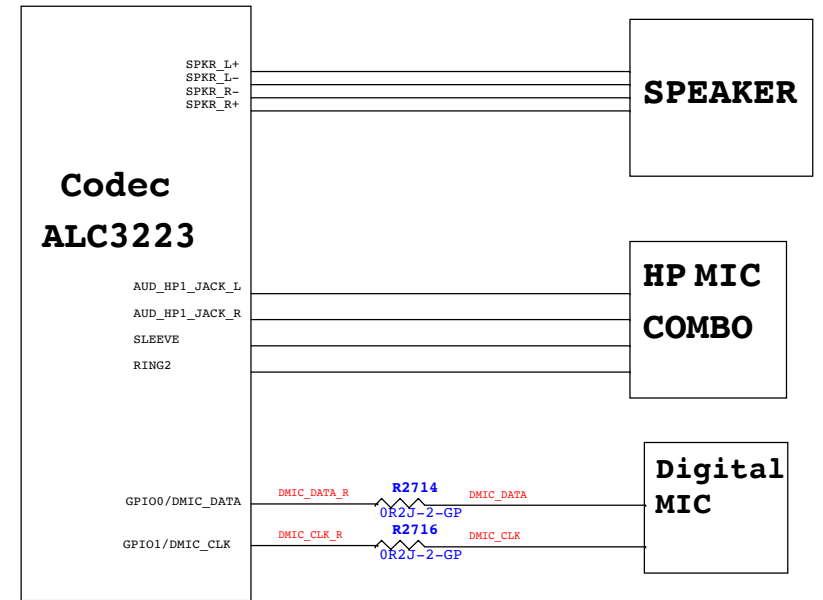 SPKR_L+
SPKR_L-
SPKR_R-
SPKR_R+
SPEAKER
Codec
ALC3223
AUD_HP1_JACK_L
AUD_HP1_JACK_R
SLEEVE
RING2
HP MIC
COMBO
GPIO0/DMIC_DATA
DMIC_DATA_R
R2714
0R2J-2-GP
DMIC_DATA
GPIO1/DMIC_CLK
DMIC_CLK_R
R2716
0R2J-2-GP
DMIC_CLK
Digital
MIC